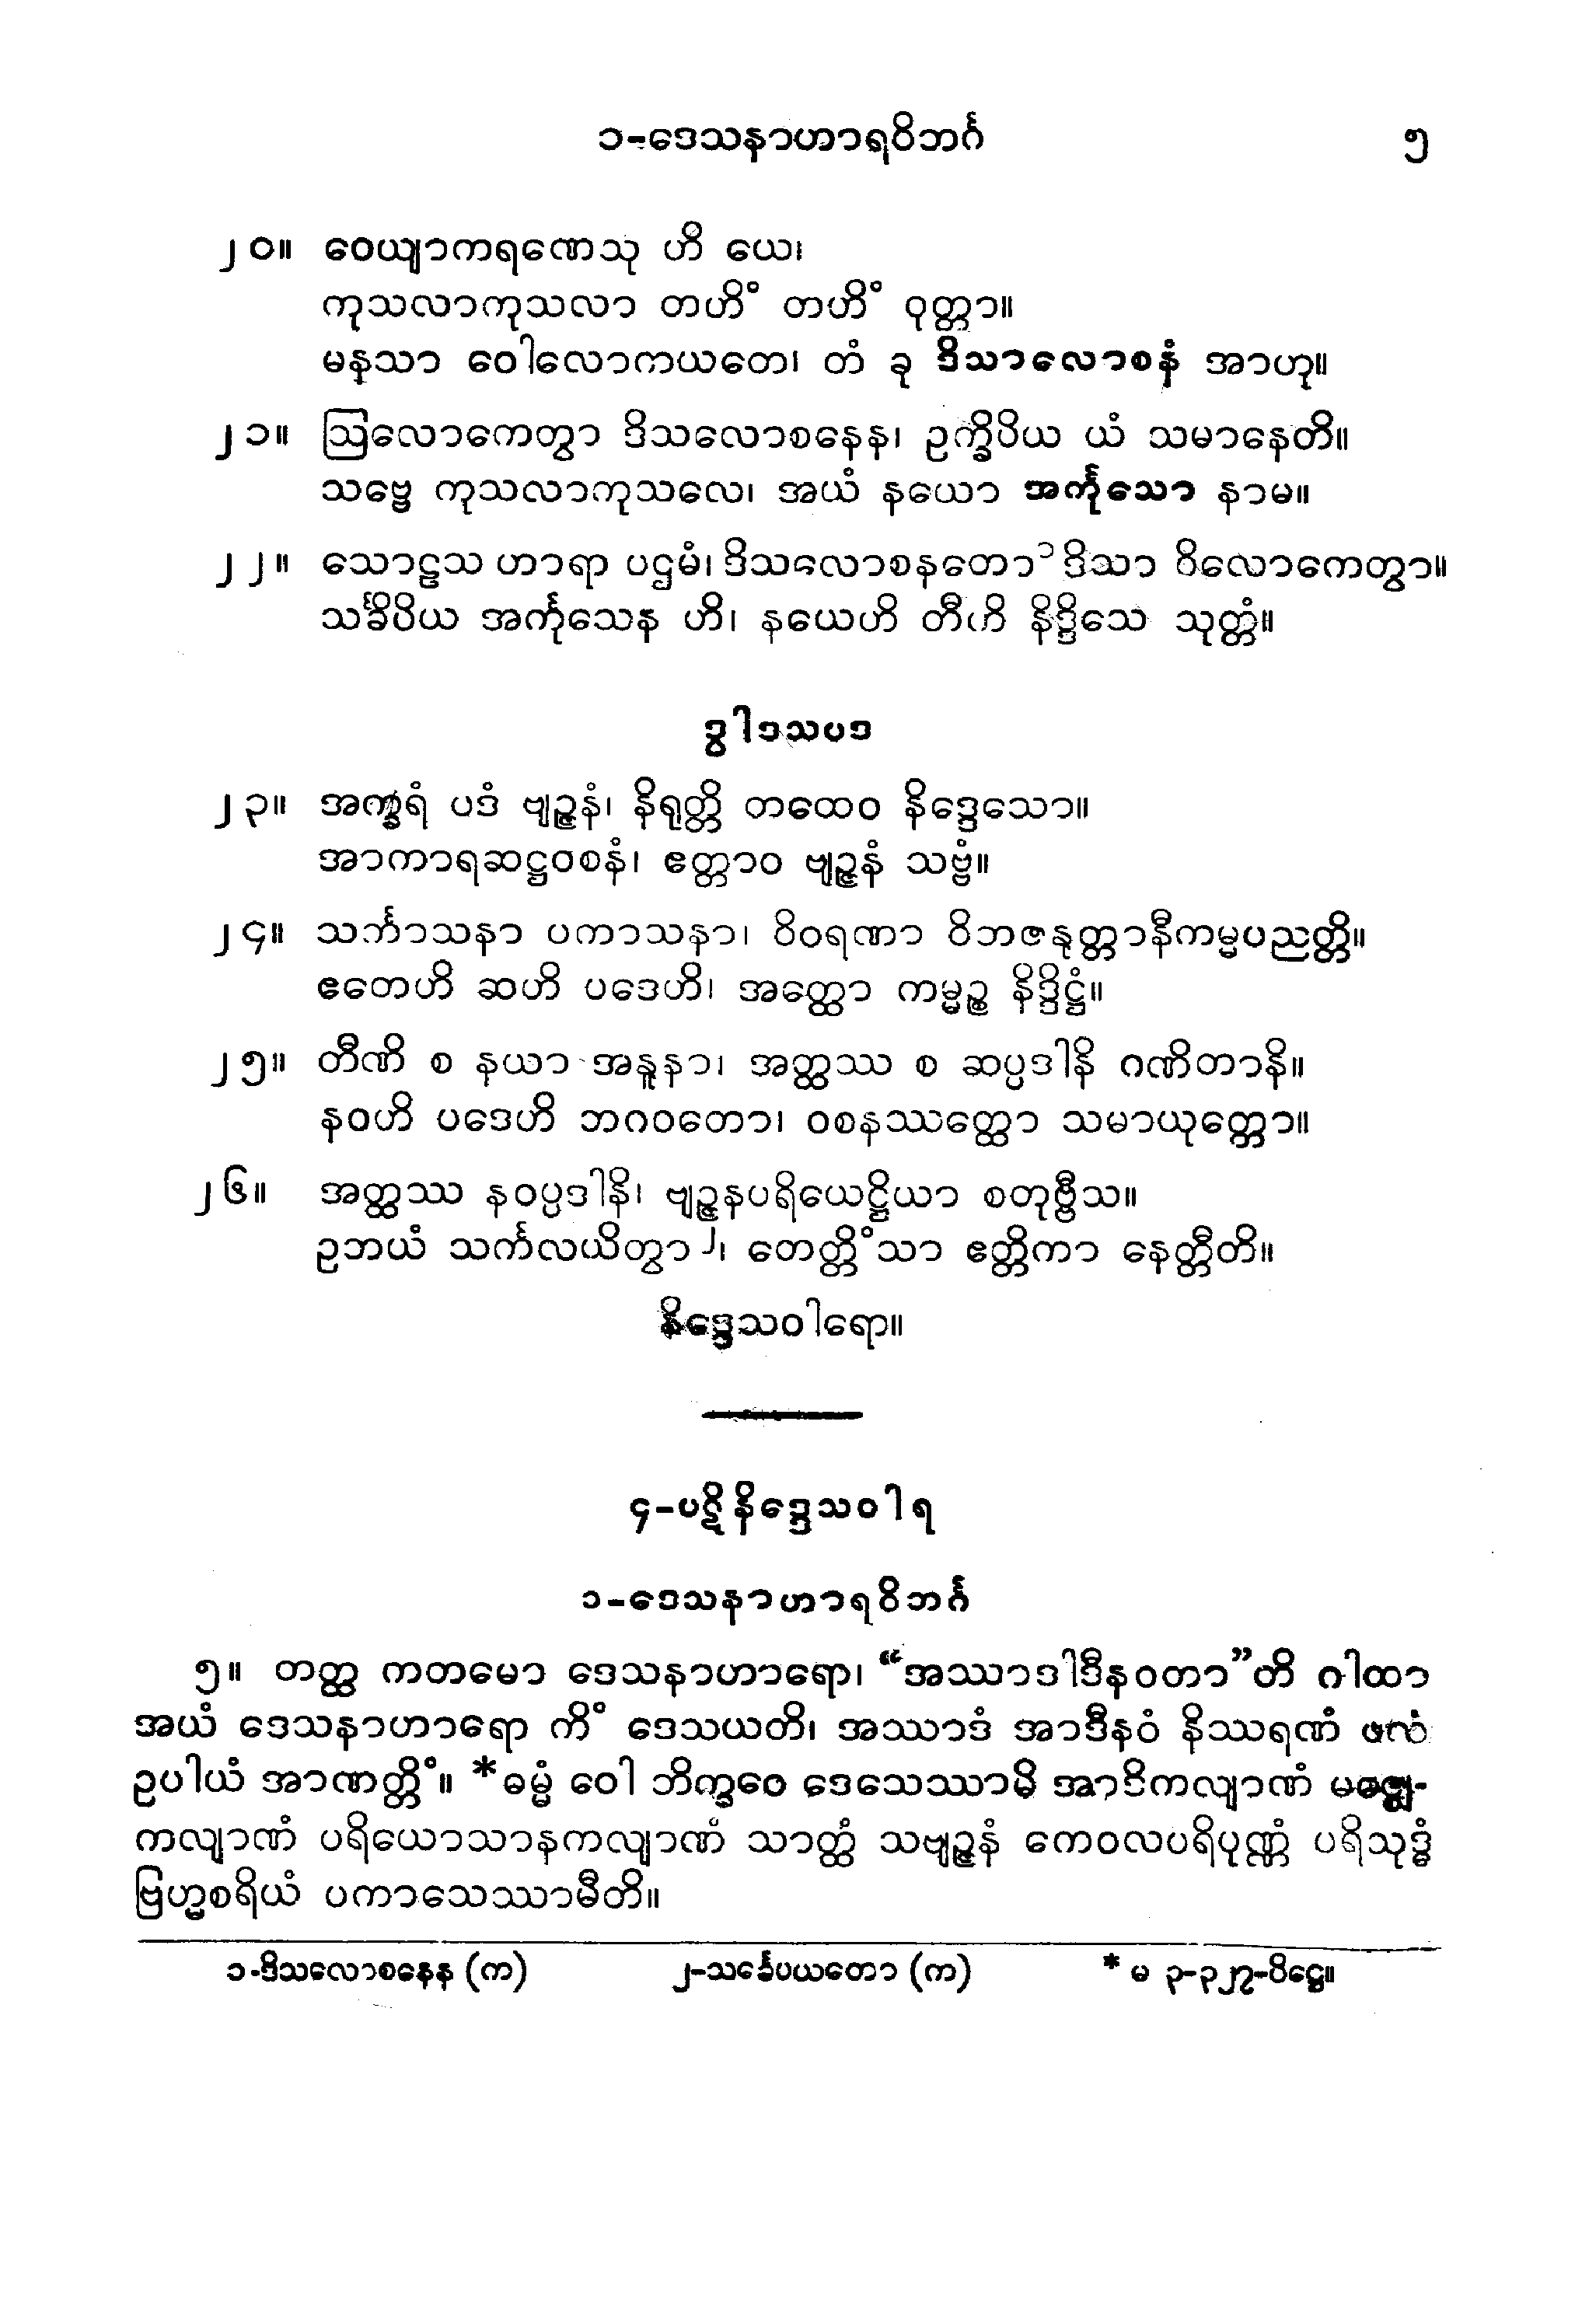 ၁-ဒေသနာဟာရဝိဘင်္ဂ ၅
၂၀။ ဝေယျာကရဏေသု ဟိ ယေ၊
ကုသလာကုသလာ တဟိံ တဟိံ ဝုတ္တာ။
မနသာ ဝေါလောကယတေ၊ တံ ခု ဒိသာလောစနံ အာဟု။
၂၁။ ဩလောကေတွာ ဒိသလောစနေန၊ ဥက္ခိပိယ ယံ သမာနေတိ။
သဗ္ဗေ ကုသလာကုသလေ၊ အယံ နယော အင်္ကုသော နာမ။
၂၂။ သောဠသ ဟာရာ ပဌမံ၊ ဒိသလောစနတော ၁ ဒိသာ ဝိလောကေတွာ။
သင်္ခိပိယ အင်္ကုသေန ဟိ၊ နယေဟိ တီဟိ နိဒ္ဒိသေ သုတ္တံ။
ဒွါဒသပဒ
၂၃။ အက္ခရံ ပဒံ ဗျဉ္ဇနံ၊ နိရုတ္တိ တထေဝ နိဒ္ဒေသော။
အာကာရဆဋ္ဌဝစနံ၊ ဧတ္တာဝ ဗျဉ္ဇနံ သဗ္ဗံ။
၂၄။ သင်္ကာသနာ ပကာသနာ၊ ဝိဝရဏာ ဝိဘဇနုတ္တာနီကမ္မပညတ္တိ။
ဧတေဟိ ဆဟိ ပဒေဟိ၊ အတ္ထော ကမ္မဉ္စ နိဒ္ဒိဋ္ဌံ။
၂၅။ တီဏိ စ နယာ အနူနာ၊ အတ္ထဿ စ ဆပ္ပဒါနိ ဂဏိတာနိ။
နဝဟိ ပဒေဟိ ဘဂဝတော၊ ဝစနဿတ္ထော သမာယုတ္တော။
၂၆။ အတ္ထဿ နဝပ္ပဒါနိ၊ ဗျဉ္ဇနပရိယေဋ္ဌိယာ စတုဗ္ဗီသ။
ဥဘယံ သင်္ကလယိတွာ ၂၊ တေတ္တိံသာ ဧတ္တိကာ နေတ္တီတိ။
နိဒ္ဒေသဝါရော။
၄-ပဋိနိဒ္ဒေသဝါရ
၁-ဒေသနာဟာရဝိဘင်္ဂ
၅။ တတ္ထ ကတမော ဒေသနာဟာရော၊ “အဿာဒါဒီနဝတာ”တိ ဂါထာ
အယံ ဒေသနာဟာရော ကိံ ဒေသယတိ၊ အဿာဒံ အာဒီနဝံ နိဿရဏံ ဖလံ
ဥပါယံ အာဏတ္တိံ။ *ဓမ္မံ ဝေါ ဘိက္ခဝေ ဒေသေဿာမိ အာဒိကလျာဏံ မဇ္ဈေ-
ကလျာဏံ ပရိယောသာနကလျာဏံ သာတ္ထံ သဗျဉ္ဇနံ ကေဝလပရိပုဏ္ဏံ ပရိသုဒ္ဓံ
ဗြဟ္မစရိယံ ပကာသေဿာမီတိ။
၁-ဒိသလောစနေန (က) ၂-သင်္ခေပယတော (က) * မ ၃-၃၂၇-ပိဋ္ဌေ။